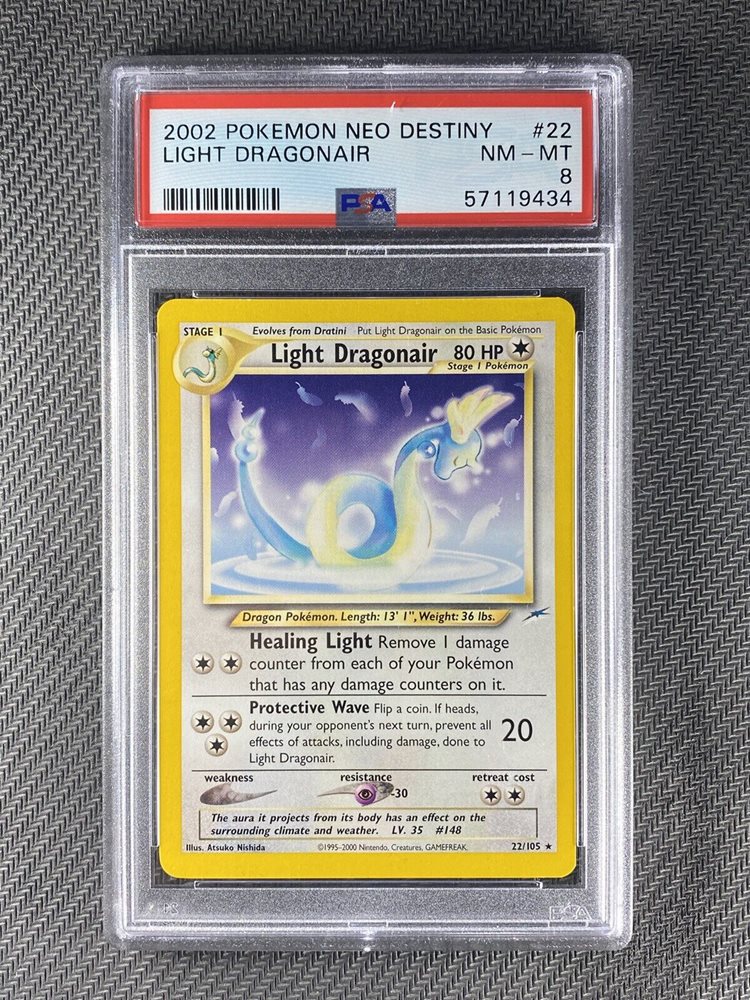 2002 POKEMON NEO DESTINY #22
LIGHT DRAGONAIR NM - MT
8
PSA 57119434
STAGE 1 Evolves from Dratini Put Light Dragonair on the Basic Pokémon
Light Dragonair 80 HP
Stage 1 Pokémon
Dragon Pokémon. Length: 13' 1", Weight: 36 lbs.
Healing Light Remove 1 damage
counter from each of your Pokémon
that has any damage counters on it.
Protective Wave Flip a coin. If heads,
during your opponent's next turn, prevent all
effects of attacks, including damage, done to
Light Dragonair.
20
weakness resistance retreat cost
-30
The aura it projects from its body has an effect on the
surrounding climate and weather. LV. 35 #148
Illus. Atsuko Nishida ©1995-2000 Nintendo, Creatures, GAMEFREAK. 22/105 ★
PSA